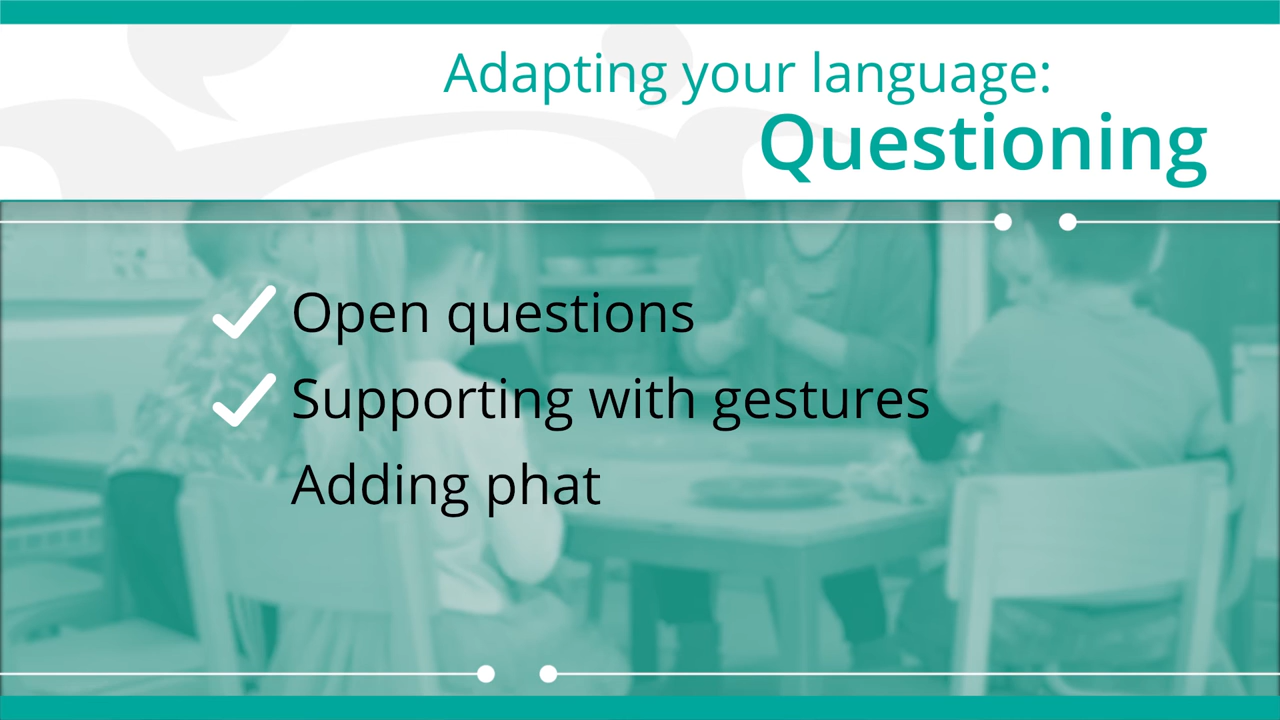 Adapting your language:
Questioning
Open questions
Supporting with gestures
Adding phat